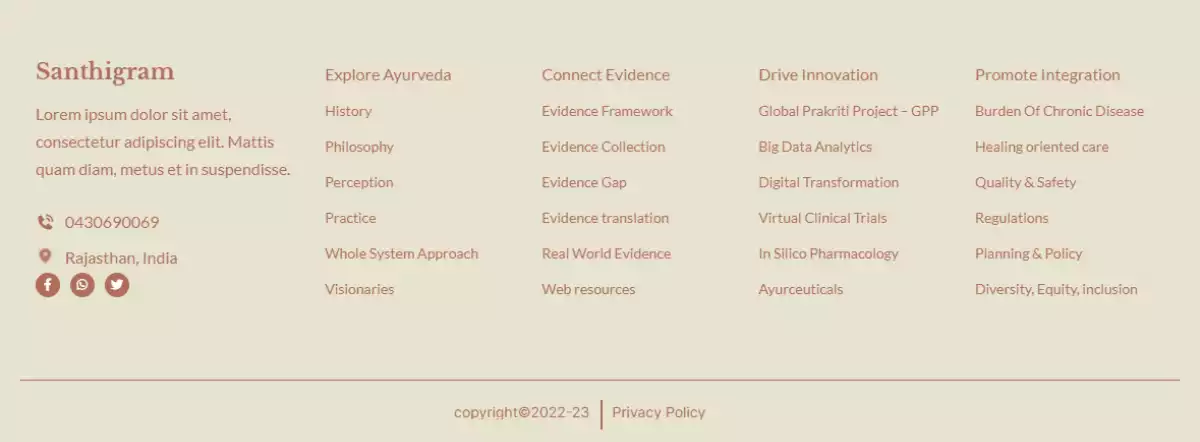 Santhigram
Lorem ipsum dolor sit amet,
consectetur adipiscing elit. Mattis
quam diam, metus et in suspendisse.
0430690069
Rajasthan, India
Explore Ayurveda
History
Philosophy
Perception
Practice
Whole System Approach
Visionaries
Connect Evidence
Evidence Framework
Evidence Collection
Evidence Gap
Evidence translation
Real World Evidence
Web resources
Drive Innovation
Global Prakriti Project – GPP
Big Data Analytics
Digital Transformation
Virtual Clinical Trials
In Silico Pharmacology
Ayurceuticals
Promote Integration
Burden Of Chronic Disease
Healing oriented care
Quality & Safety
Regulations
Planning & Policy
Diversity, Equity, inclusion
copyright©2022-23
Privacy Policy